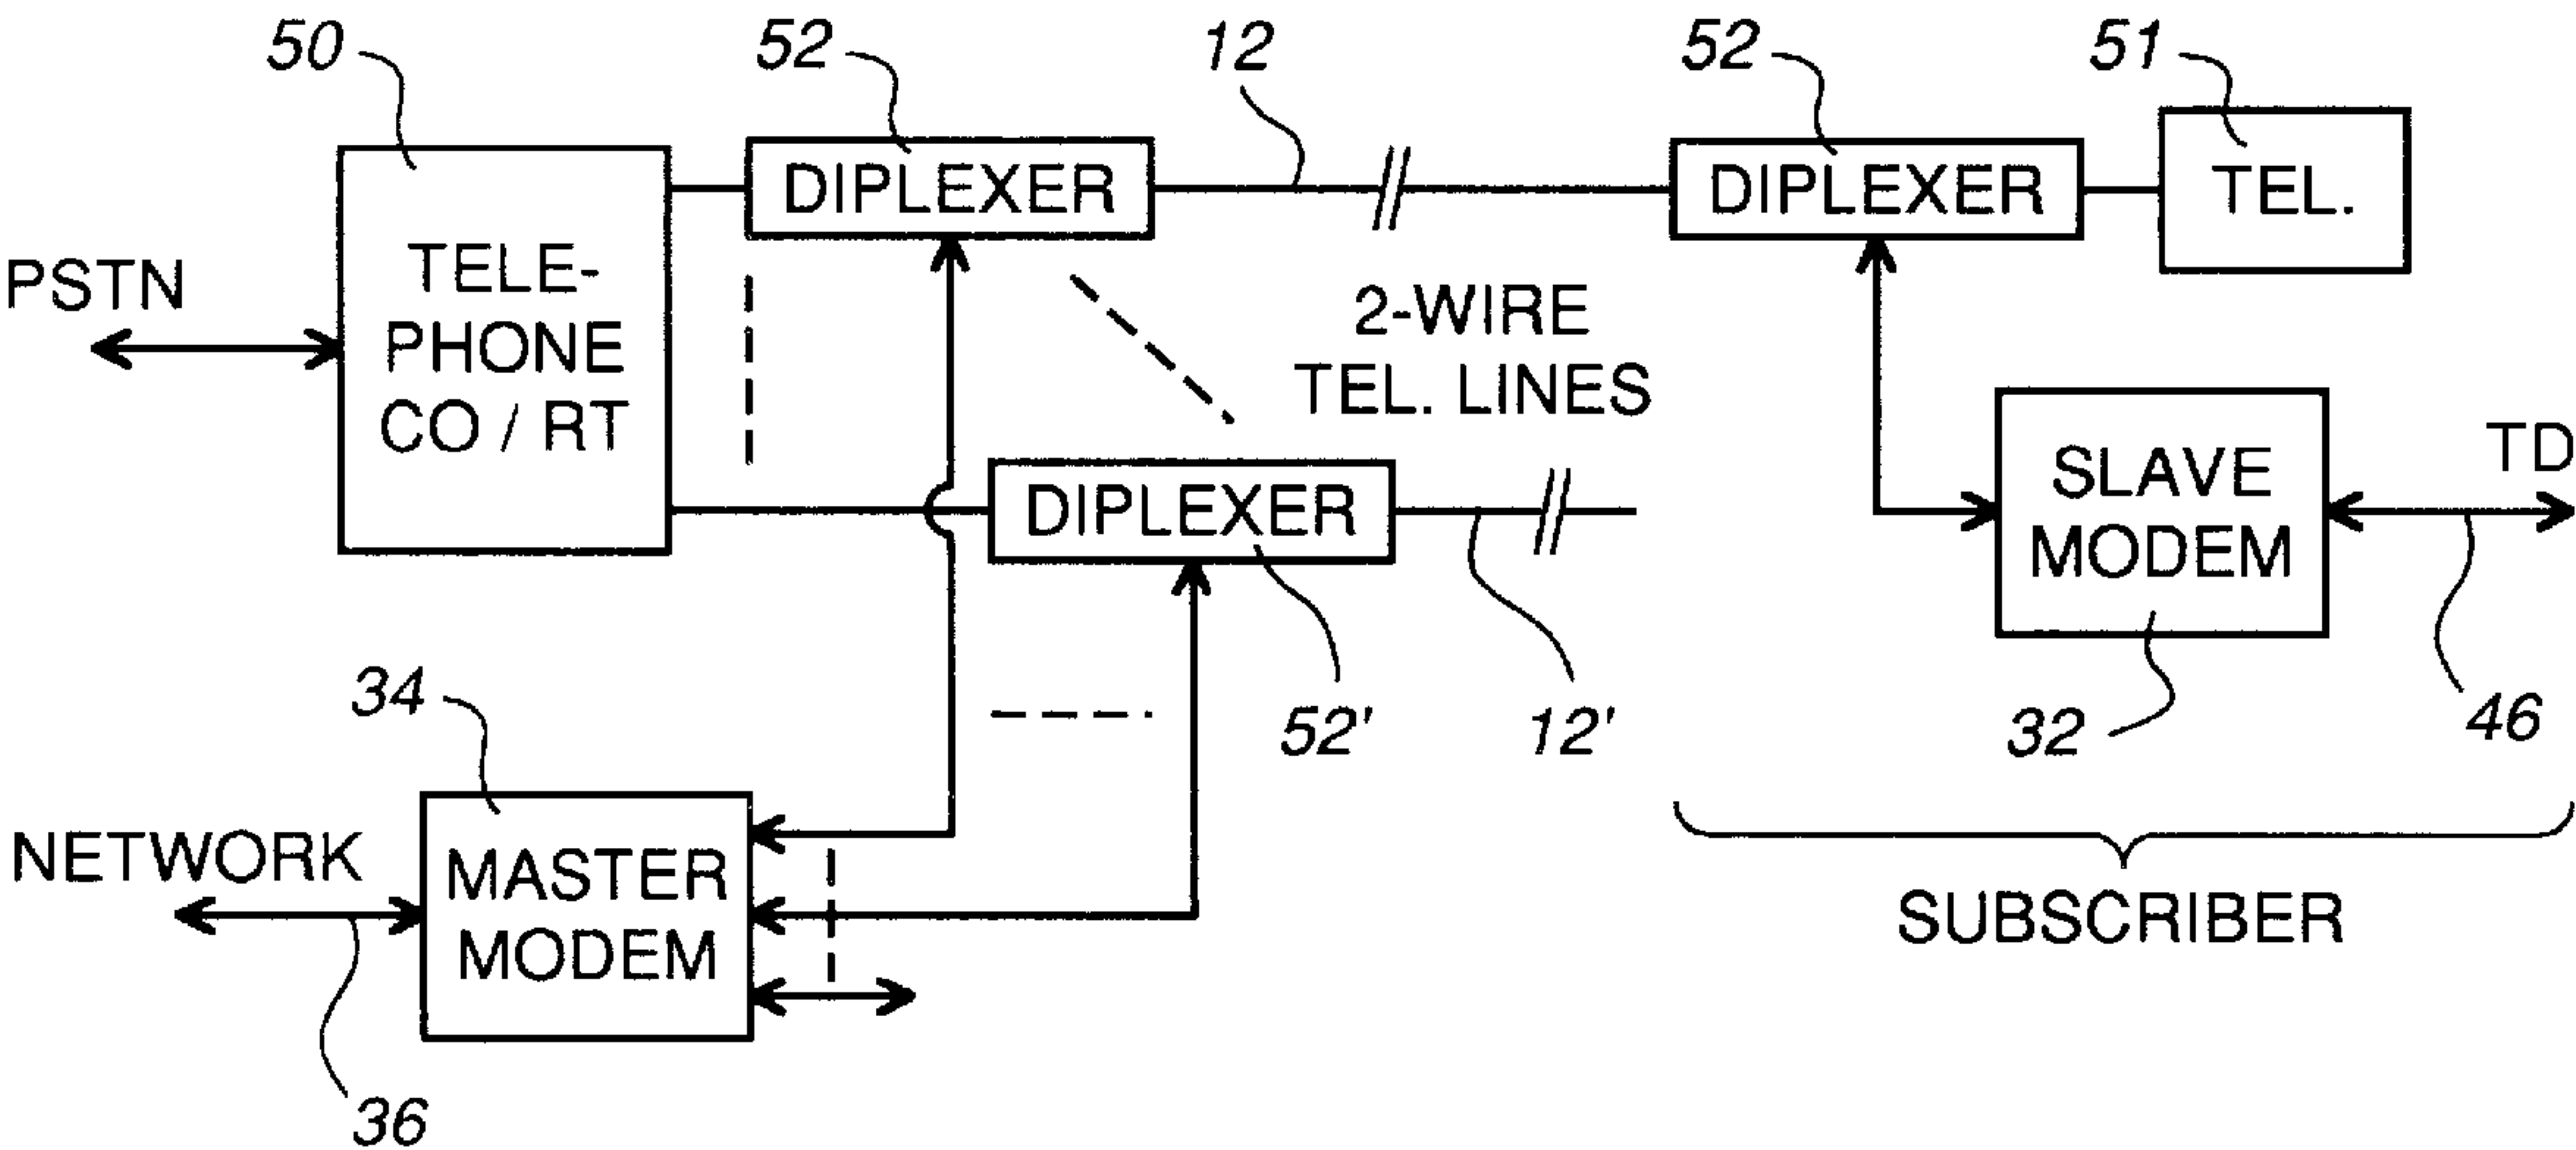 50
52
12
52
51
DIPLEXER
DIPLEXER
TEL.
PSTN
TELE-
PHONE
CO / RT
2-WIRE
TEL. LINES
DIPLEXER
SLAVE
MODEM
TD
34
52'
12'
32
46
NETWORK
MASTER
MODEM
SUBSCRIBER
36